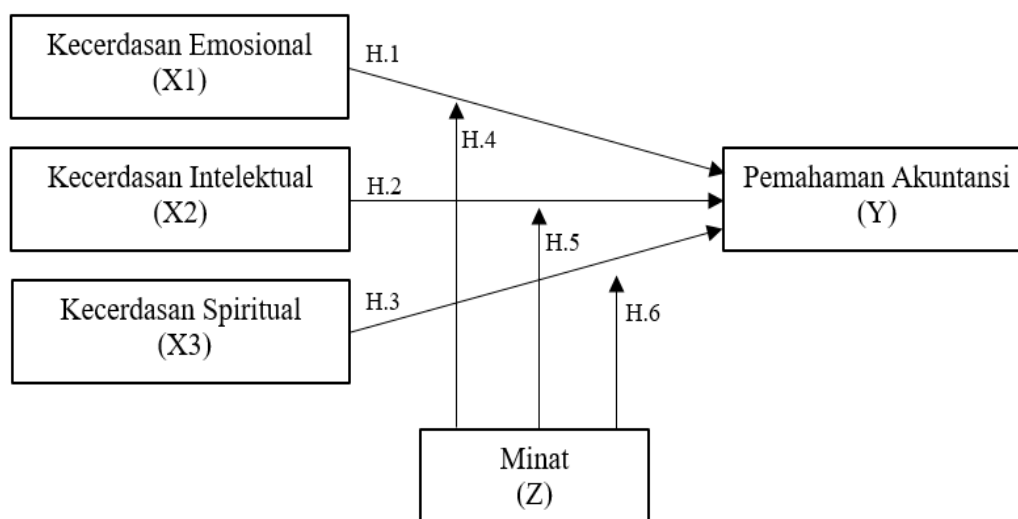 Kecerdasan Emosional
(X1)
H.1
H.4
Kecerdasan Intelektual
(X2)
H.2
H.5
Pemahaman Akuntansi
(Y)
Kecerdasan Spiritual
(X3)
H.3
H.6
Minat
(Z)